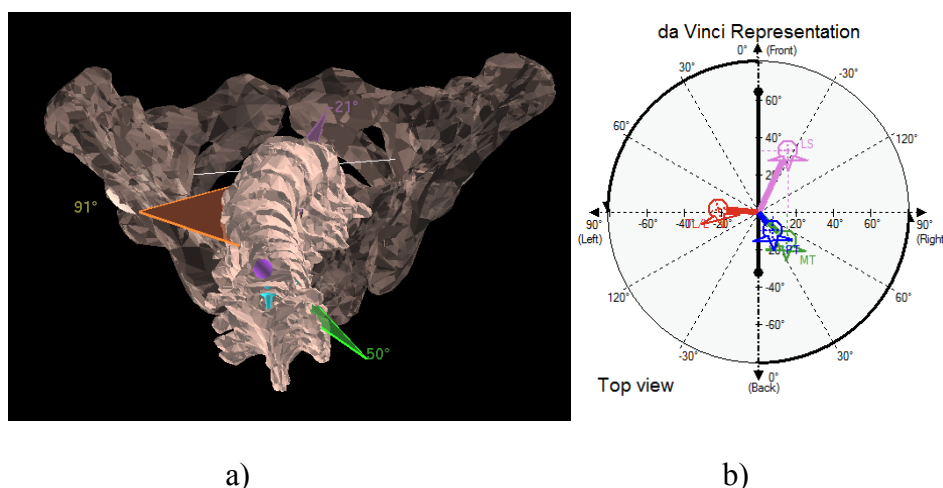 -21°
91°
50°
da Vinci Representation
0° (Front)
30° -30°
60° 60° 120°
40° LS
20°
90° -60° -40° -20° 20° 40° 60° 90°
(Left) (Right)
20° MT
-40°
120° 60°
-60°
-30° 30°
0°
(Back)
Top view
a) b)